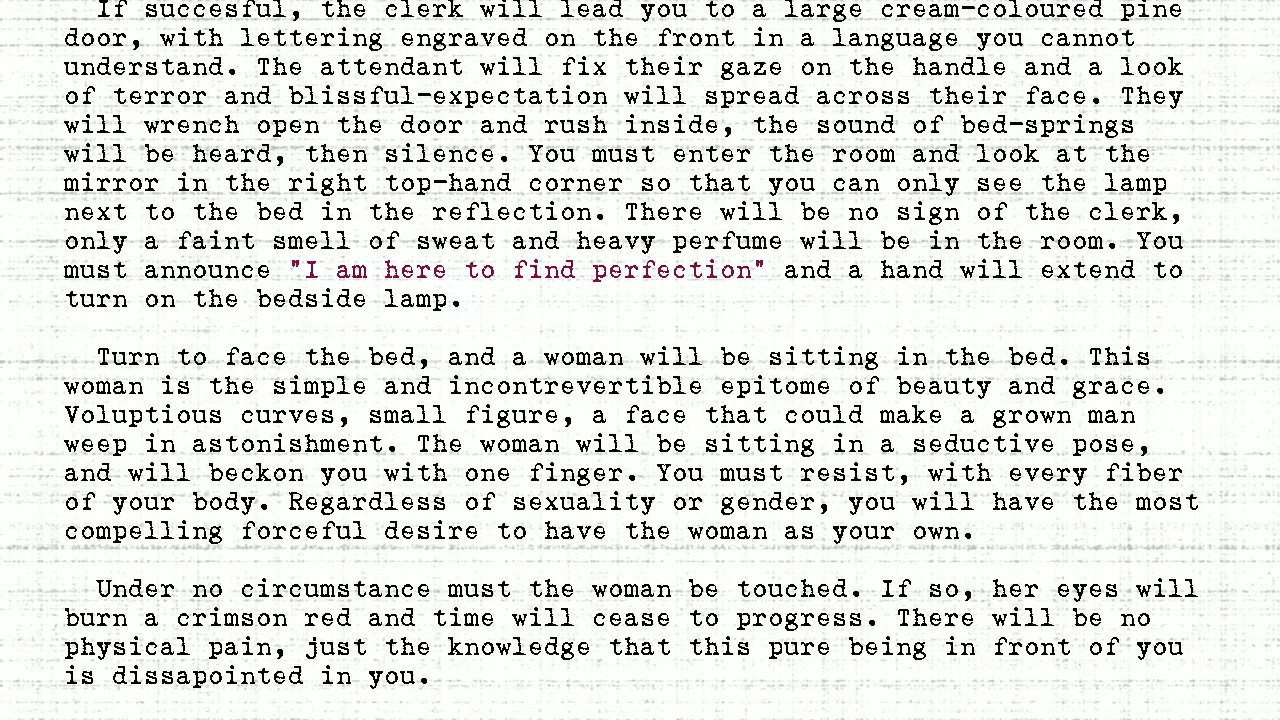 If succesful, the clerk will lead you to a large cream-coloured pine
door, with lettering engraved on the front in a language you cannot
understand. The attendant will fix their gaze on the handle and a look
of terror and blissful-expectation will spread across their face. They
will wrench open the door and rush inside, the sound of bed-springs
will be heard, then silence. You must enter the room and look at the
mirror in the right top-hand corner so that you can only see the lamp
next to the bed in the reflection. There will be no sign of the clerk,
only a faint smell of sweat and heavy perfume will be in the room. You
must announce "I am here to find perfection" and a hand will extend to
turn on the bedside lamp.
Turn to face the bed, and a woman will be sitting in the bed. This
woman is the simple and incontrevertible epitome of beauty and grace.
Voluptious curves, small figure, a face that could make a grown man
weep in astonishment. The woman will be sitting in a seductive pose,
and will beckon you with one finger. You must resist, with every fiber
of your body. Regardless of sexuality or gender, you will have the most
compelling forceful desire to have the woman as your own.
Under no circumstance must the woman be touched. If so, her eyes will
burn a crimson red and time will cease to progress. There will be no
physical pain, just the knowledge that this pure being in front of you
is dissapointed in you.